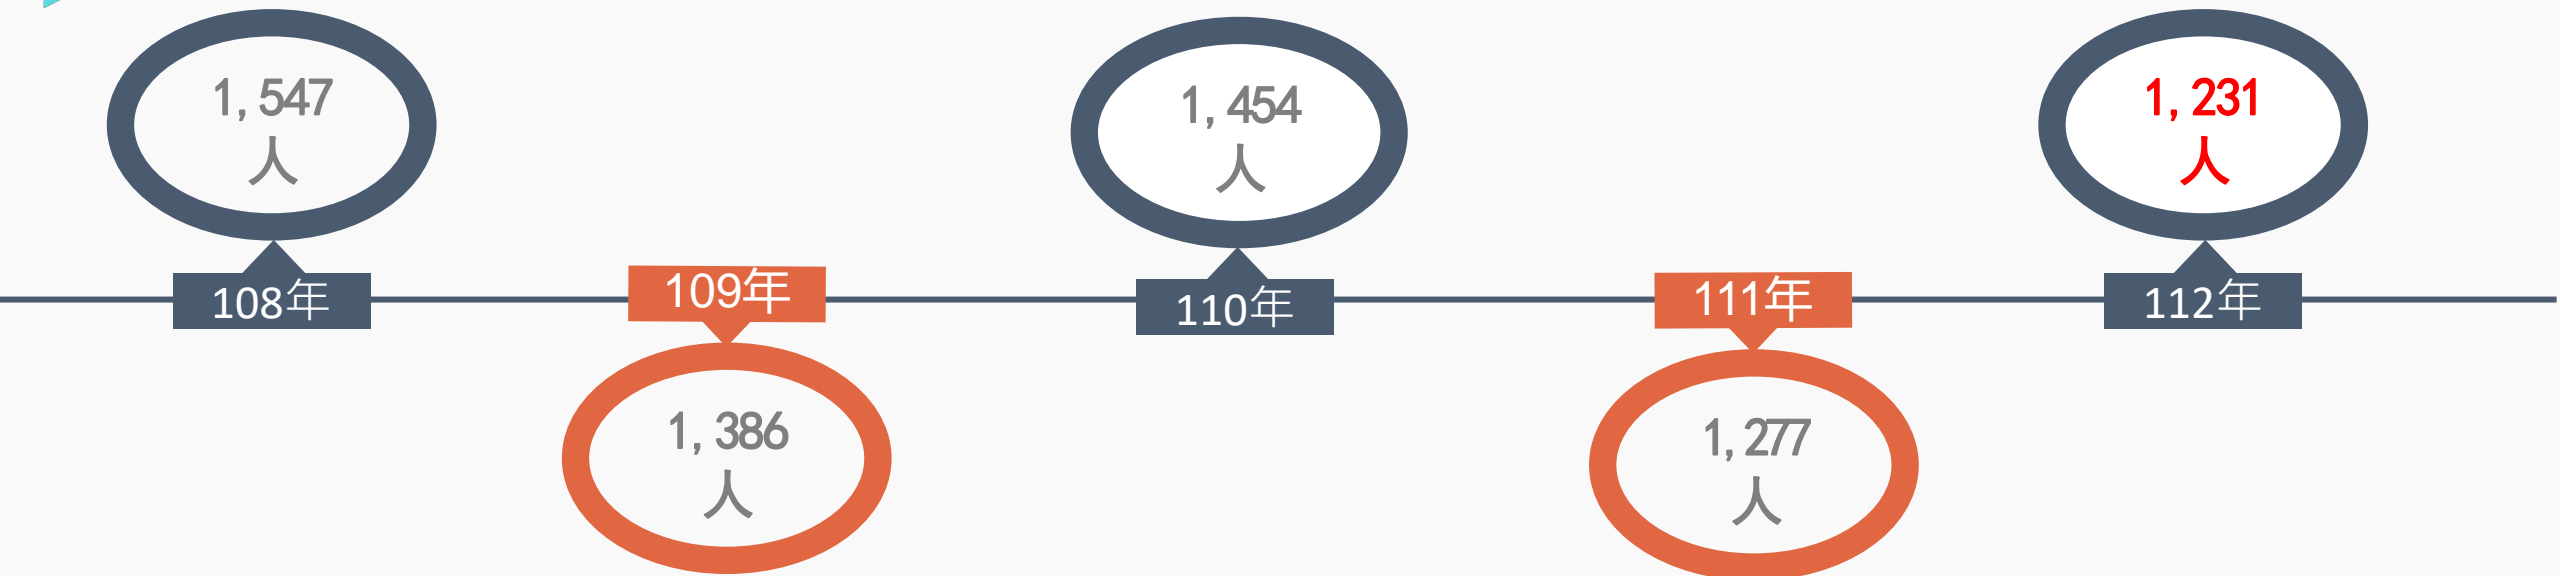 1,547
人
108年
109年
1,386
人
1,454
人
110年
111年
1,277
人
1,231
人
112年